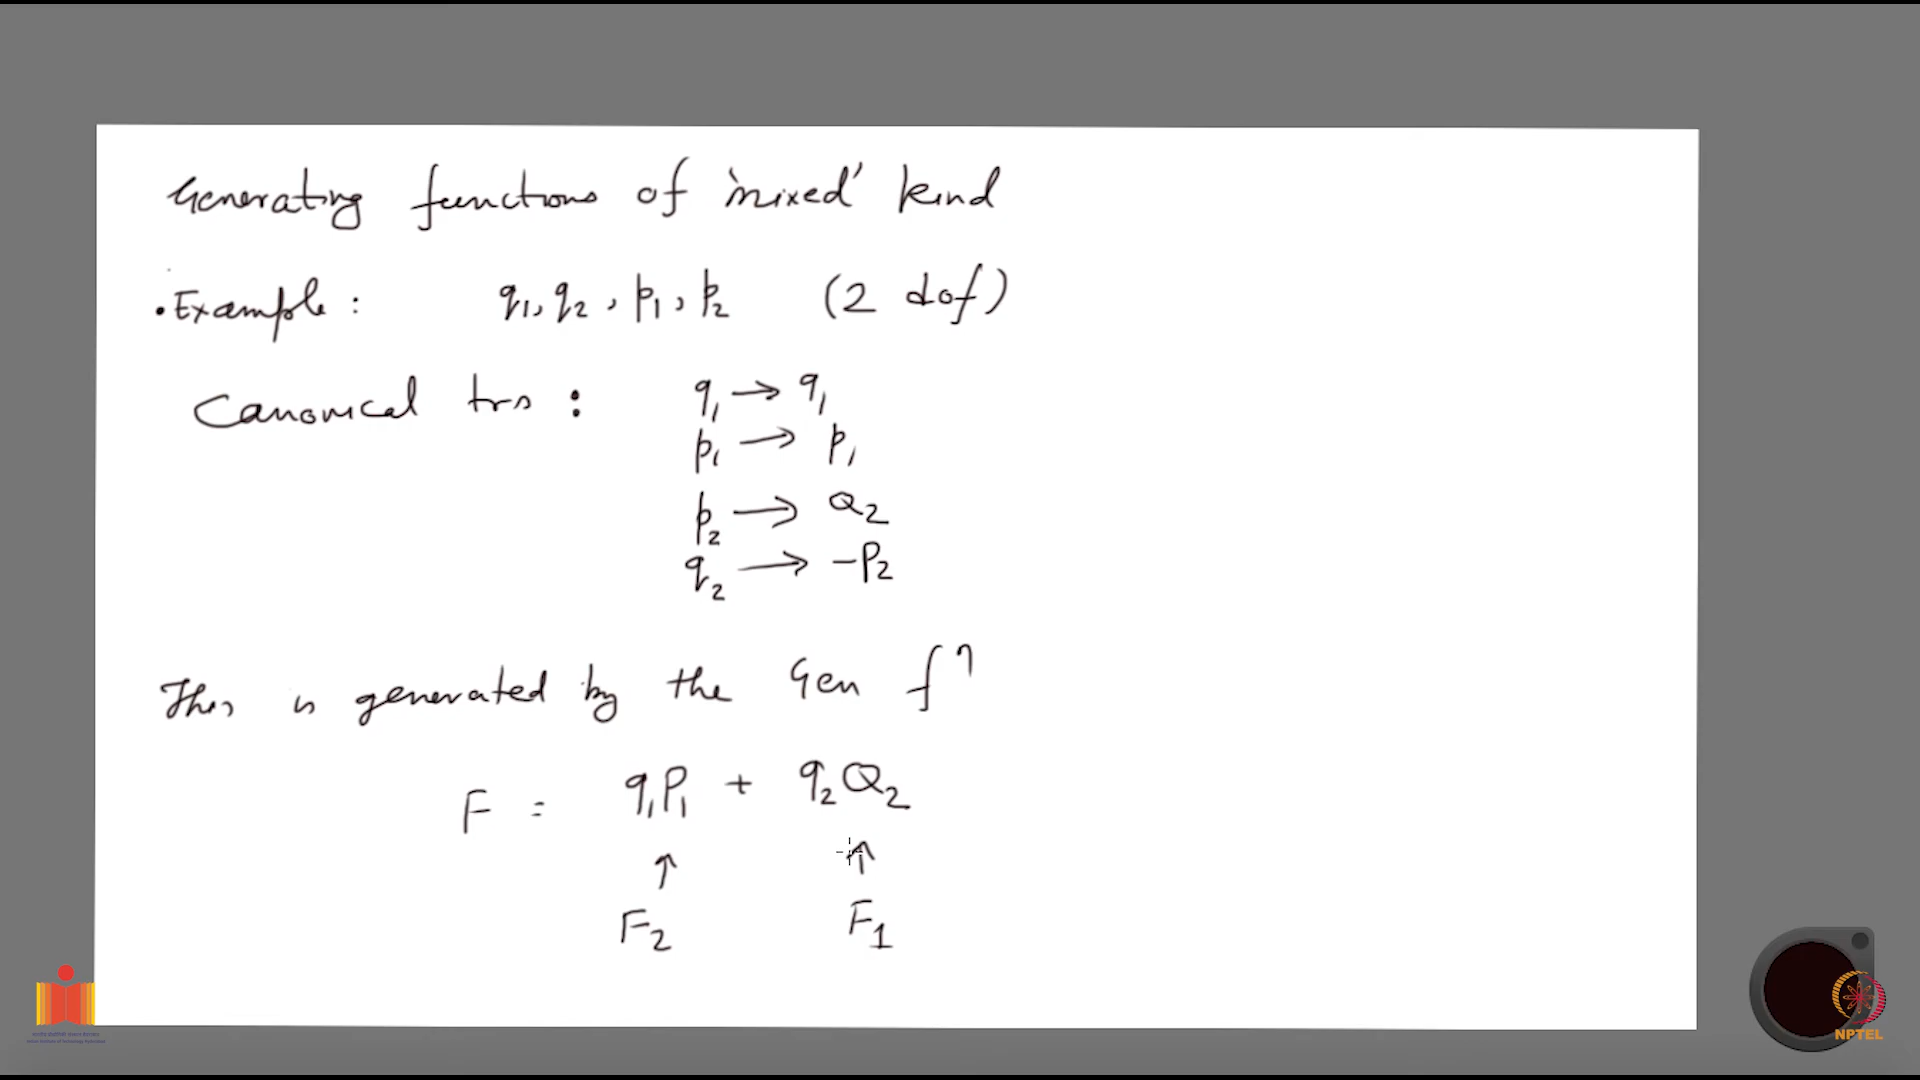 Generating functions of 'mixed' kind
• Example : q₁, q₂, p₁, p₂ (2 dof)
Canonical trs : q₁ → q₁
p₁ → p₁
p₂ → Q₂
q₂ → -P₂
This is generated by the Gen fⁿ
F = q₁P₁ + q₂Q₂
↑ ↑
F₂ F₁
NPTEL